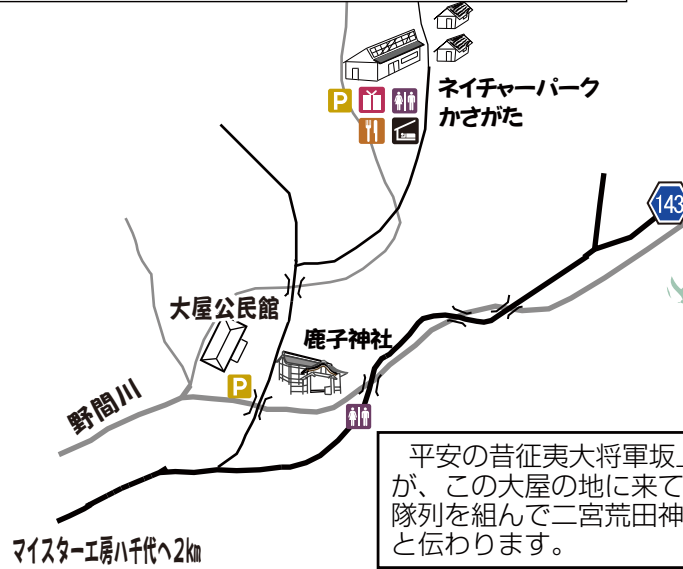 ネイチャーパーク
かさがた
P
143
大屋公民館
鹿子神社
P
野間川
平安の昔征夷大将軍坂上
が、この大屋の地に来て
隊列を組んで二宮荒田神
と伝わります。
マイスター工房八千代へ2㎞